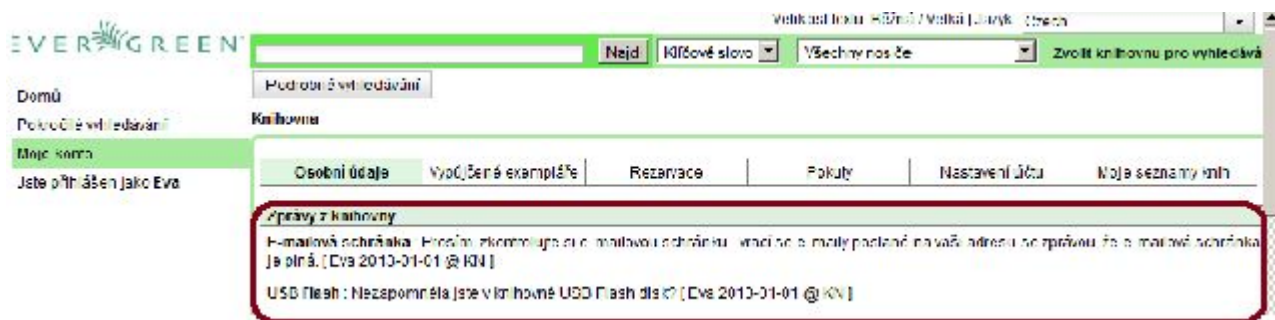 Velikost textu: Běžná / Velká | Jazyk: Czech
EVERGREEN
Najdi Klíčové slovo Všechny nosiče Zvolit knihovnu pro vyhledává
Podrobné vyhledávání
Domů
Pokročilé vyhledávání
Knihovna
Moje konto
Jste přihlášen jako Eva
Osobní údaje Vypůjčené exempláře Rezervace Pokuty Nastavení účtu Moje seznamy knih
Zprávy z knihovny
E-mailová schránka : Prosím zkontrolujte si e-mailovou schránku - vrací se e-maily poslané na vaši adresu se zprávou, že e-mailová schránka
je plná. [ Eva 2013-01-01 @ KN ]
USB Flash : Nezapomněla jste v knihovně USB Flash disk? [ Eva 2013-01-01 @ KN ]